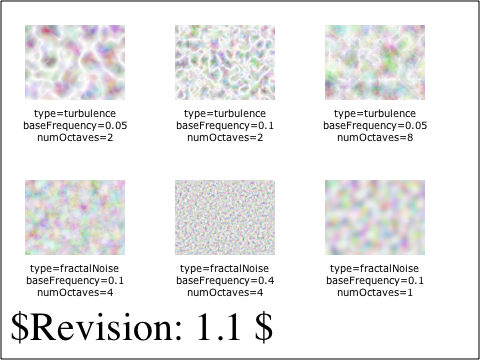 type=turbulence
baseFrequency=0.05
numOctaves=2
type=turbulence
baseFrequency=0.1
numOctaves=2
type=turbulence
baseFrequency=0.05
numOctaves=8
type=fractalNoise
baseFrequency=0.1
numOctaves=4
type=fractalNoise
baseFrequency=0.4
numOctaves=4
type=fractalNoise
baseFrequency=0.1
numOctaves=1
$Revision: 1.1 $